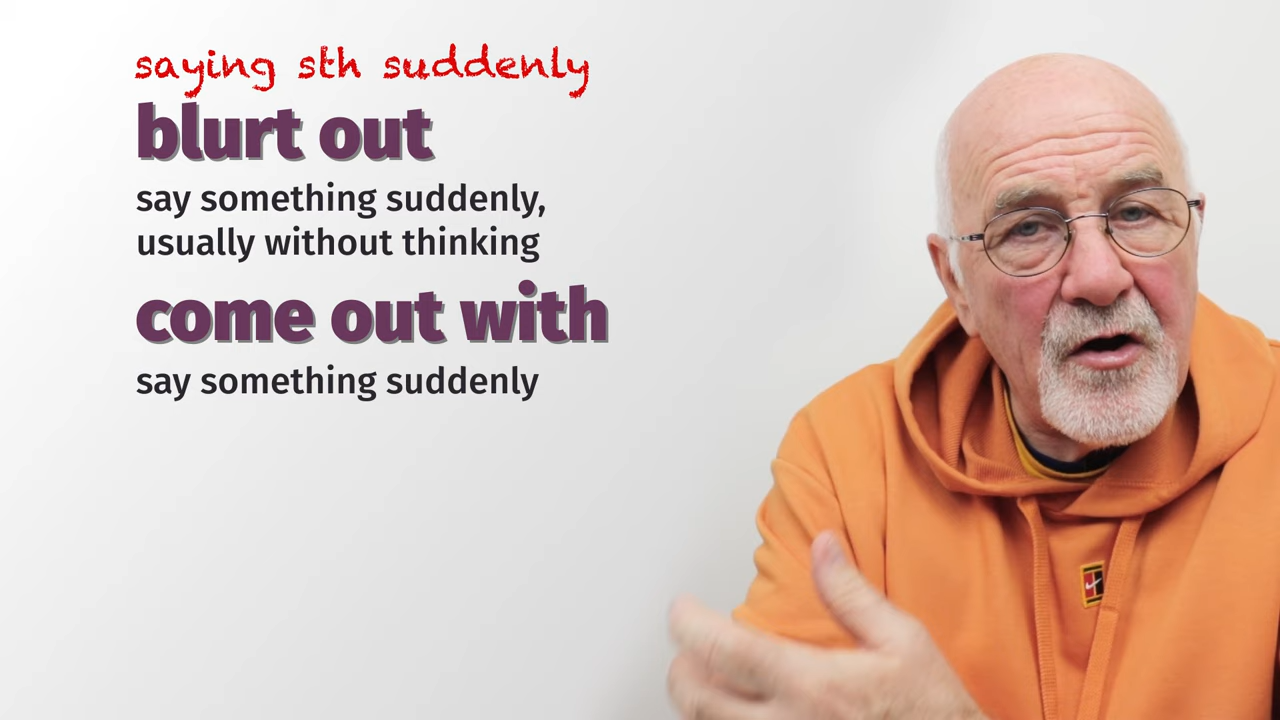 saying sth suddenly
blurt out
say something suddenly,
usually without thinking
come out with
say something suddenly